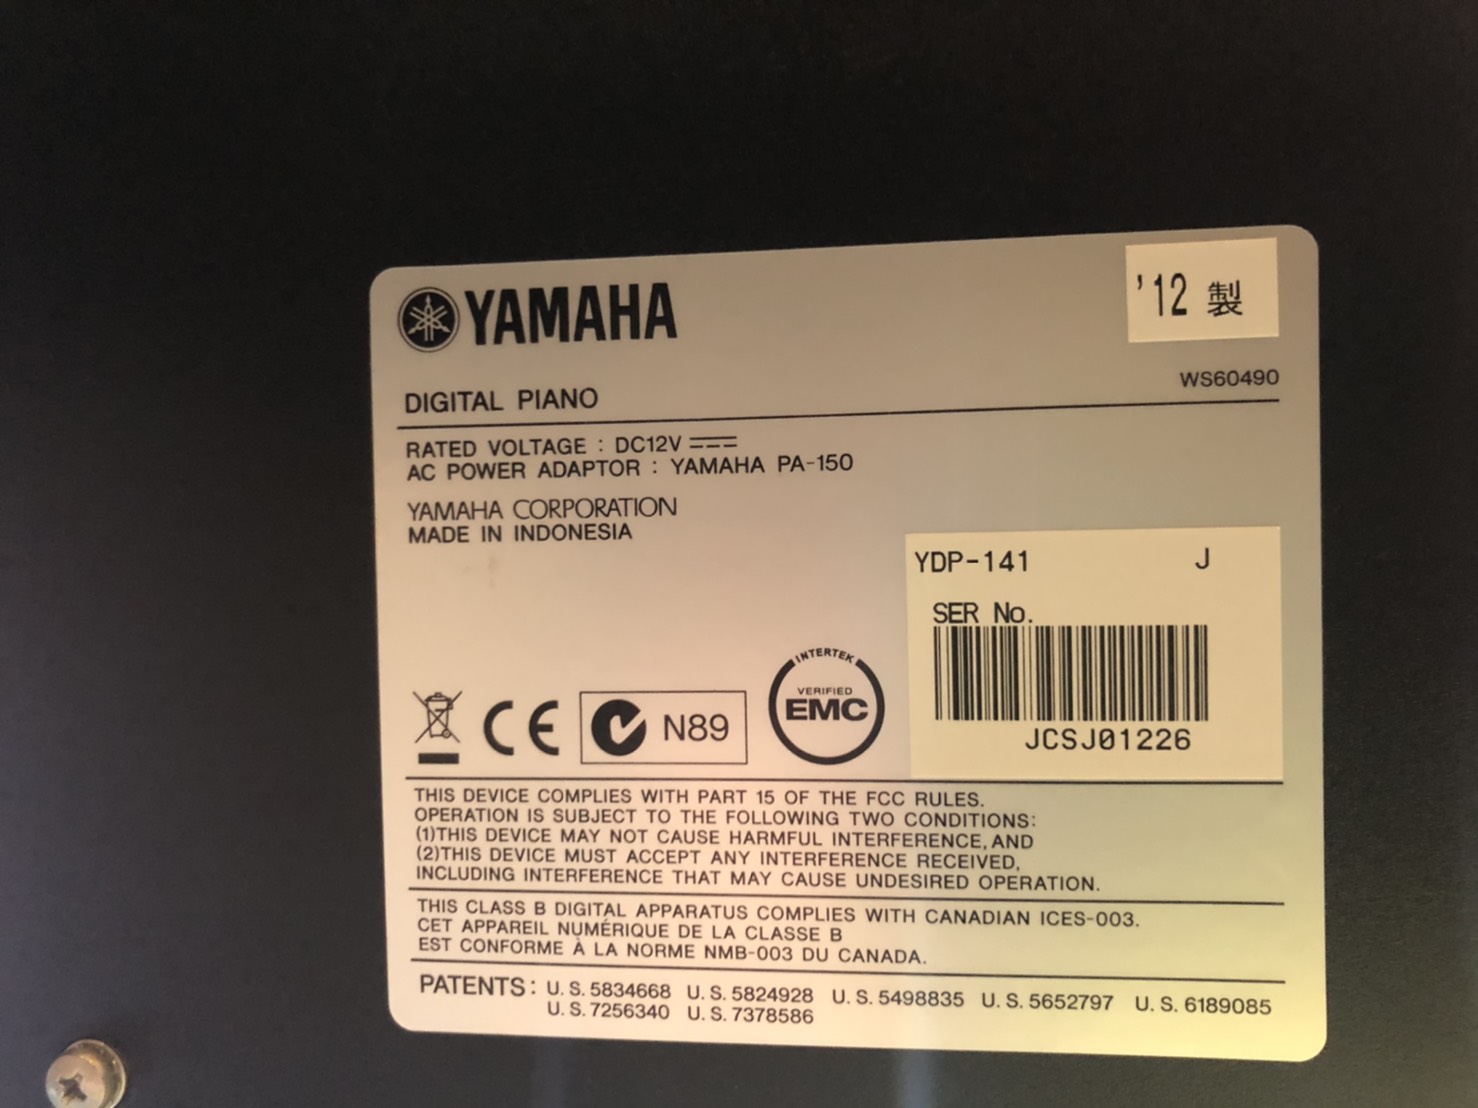 YAMAHA
'12 製
WS60490
DIGITAL PIANO
RATED VOLTAGE : DC12V
AC POWER ADAPTOR : YAMAHA PA-150
YAMAHA CORPORATION
MADE IN INDONESIA
YDP-141 J
SER No.
JCSJ01226
CE
N89
INTERTEK
VERIFIED
EMC
THIS DEVICE COMPLIES WITH PART 15 OF THE FCC RULES.
OPERATION IS SUBJECT TO THE FOLLOWING TWO CONDITIONS:
(1)THIS DEVICE MAY NOT CAUSE HARMFUL INTERFERENCE, AND
(2)THIS DEVICE MUST ACCEPT ANY INTERFERENCE RECEIVED,
INCLUDING INTERFERENCE THAT MAY CAUSE UNDESIRED OPERATION.
THIS CLASS B DIGITAL APPARATUS COMPLIES WITH CANADIAN ICES-003.
CET APPAREIL NUMÉRIQUE DE LA CLASSE B
EST CONFORME À LA NORME NMB-003 DU CANADA.
PATENTS: U.S.5834668 U.S.5824928 U.S.5498835 U.S.5652797 U.S.6189085
U.S.7256340 U.S.7378586